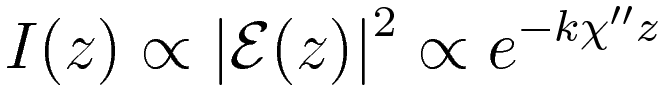 I(z) ∝ |ℰ(z)|² ∝ e^{-kχ''z}